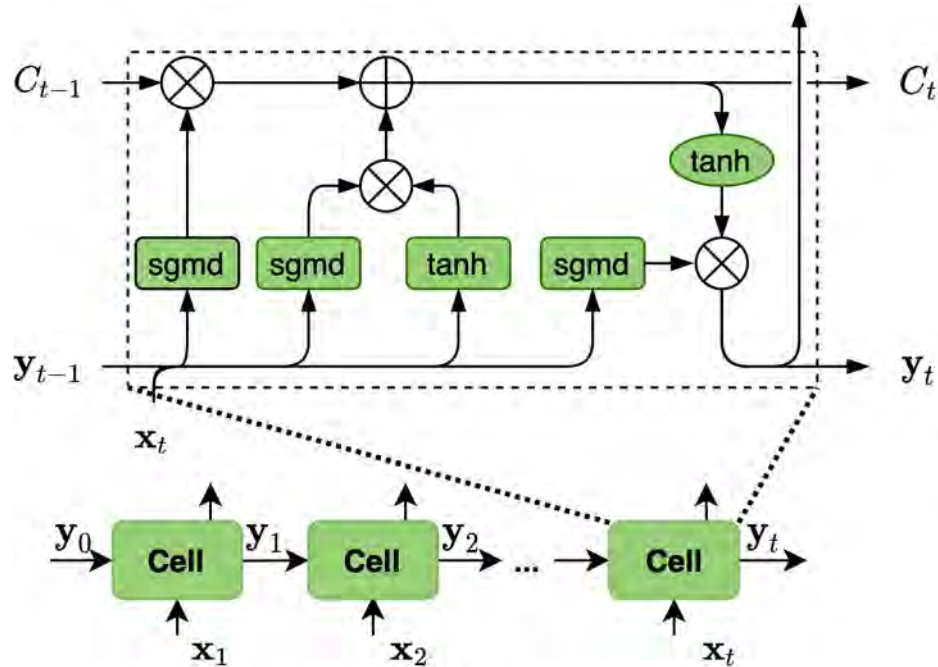 C_{t-1} C_t
tanh
sgmd sgmd tanh sgmd
y_{t-1} y_t
x_t
y_0 y_1 y_2 y_t
Cell Cell ... Cell
x_1 x_2 x_t